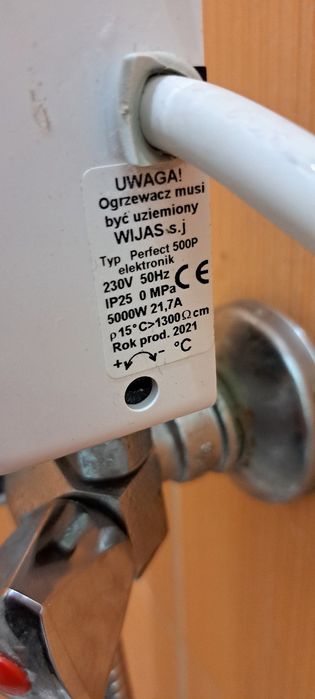 UWAGA!
Ogrzewacz musi
być uziemiony
WIJAS s.j
Typ Perfect 500P
elektronik
230V 50Hz CE
IP25 0 MPa
5000W 21,7A
ρ15°C>1300Ωcm
Rok prod. 2021
+ - °C